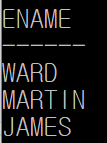 ENAME
------
WARD
MARTIN
JAMES